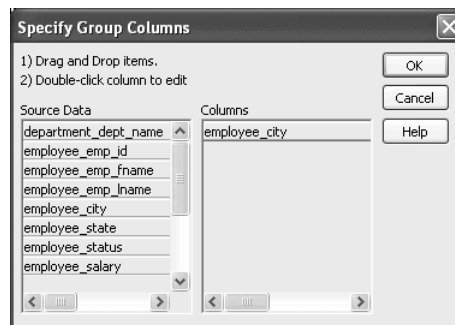 Specify Group Columns
1) Drag and Drop items.
2) Double-click column to edit
OK
Cancel
Help
Source Data
department_dept_name
employee_emp_id
employee_emp_fname
employee_emp_lname
employee_city
employee_state
employee_status
employee_salary
Columns
employee_city